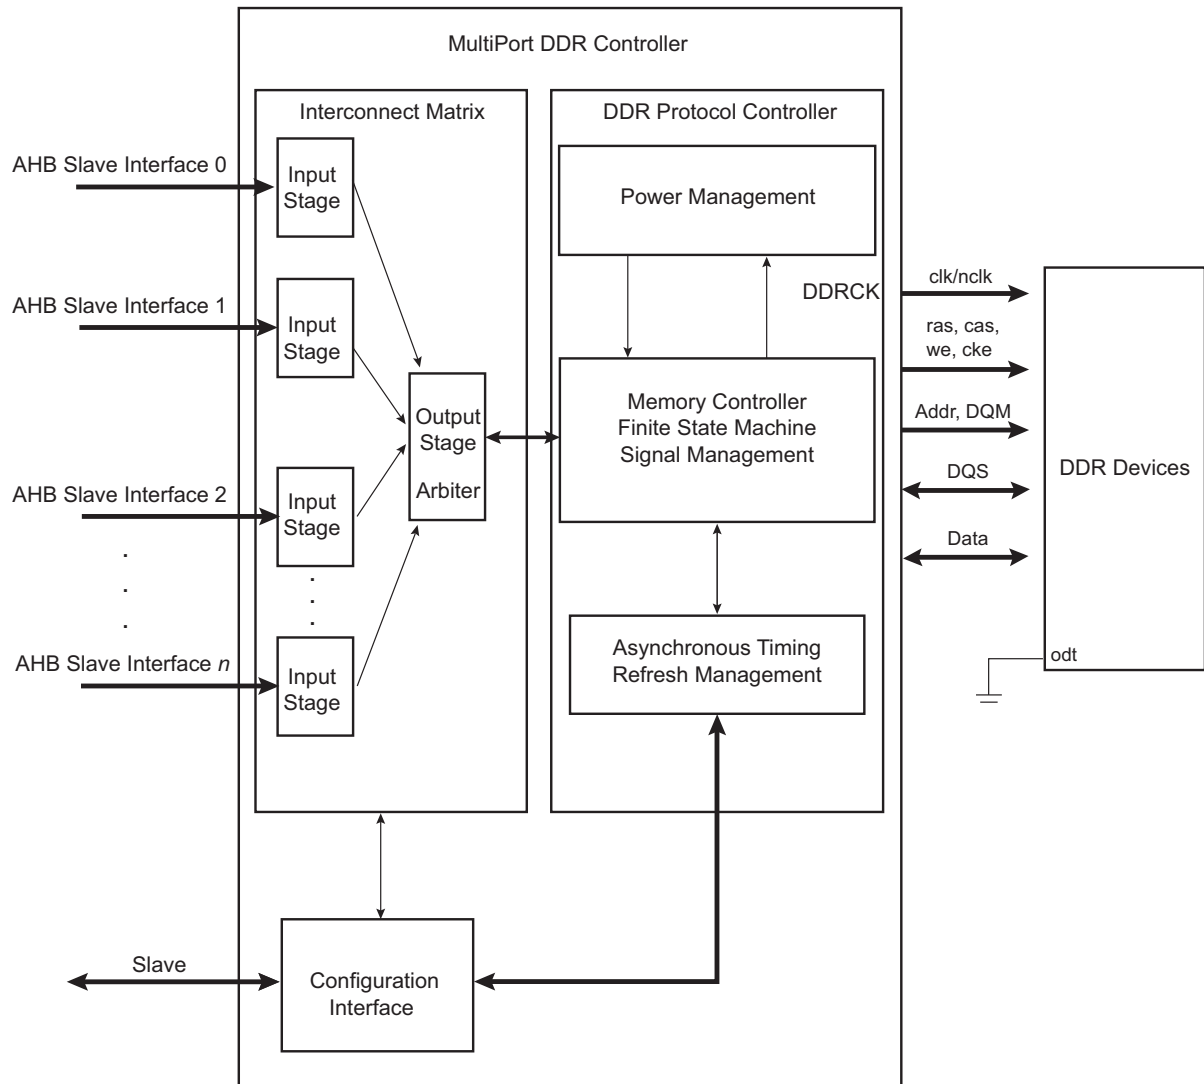 MultiPort DDR Controller
Interconnect Matrix
DDR Protocol Controller
AHB Slave Interface 0
Input
Stage
Power Management
AHB Slave Interface 1
Input
Stage
DDRCK
clk/nclk
ras, cas,
we, cke
Output
Stage
Arbiter
Memory Controller
Finite State Machine
Signal Management
Addr, DQM
DQS
Data
DDR Devices
AHB Slave Interface 2
Input
Stage
.
.
.
.
.
.
AHB Slave Interface n
Input
Stage
Asynchronous Timing
Refresh Management
odt
Slave
Configuration
Interface